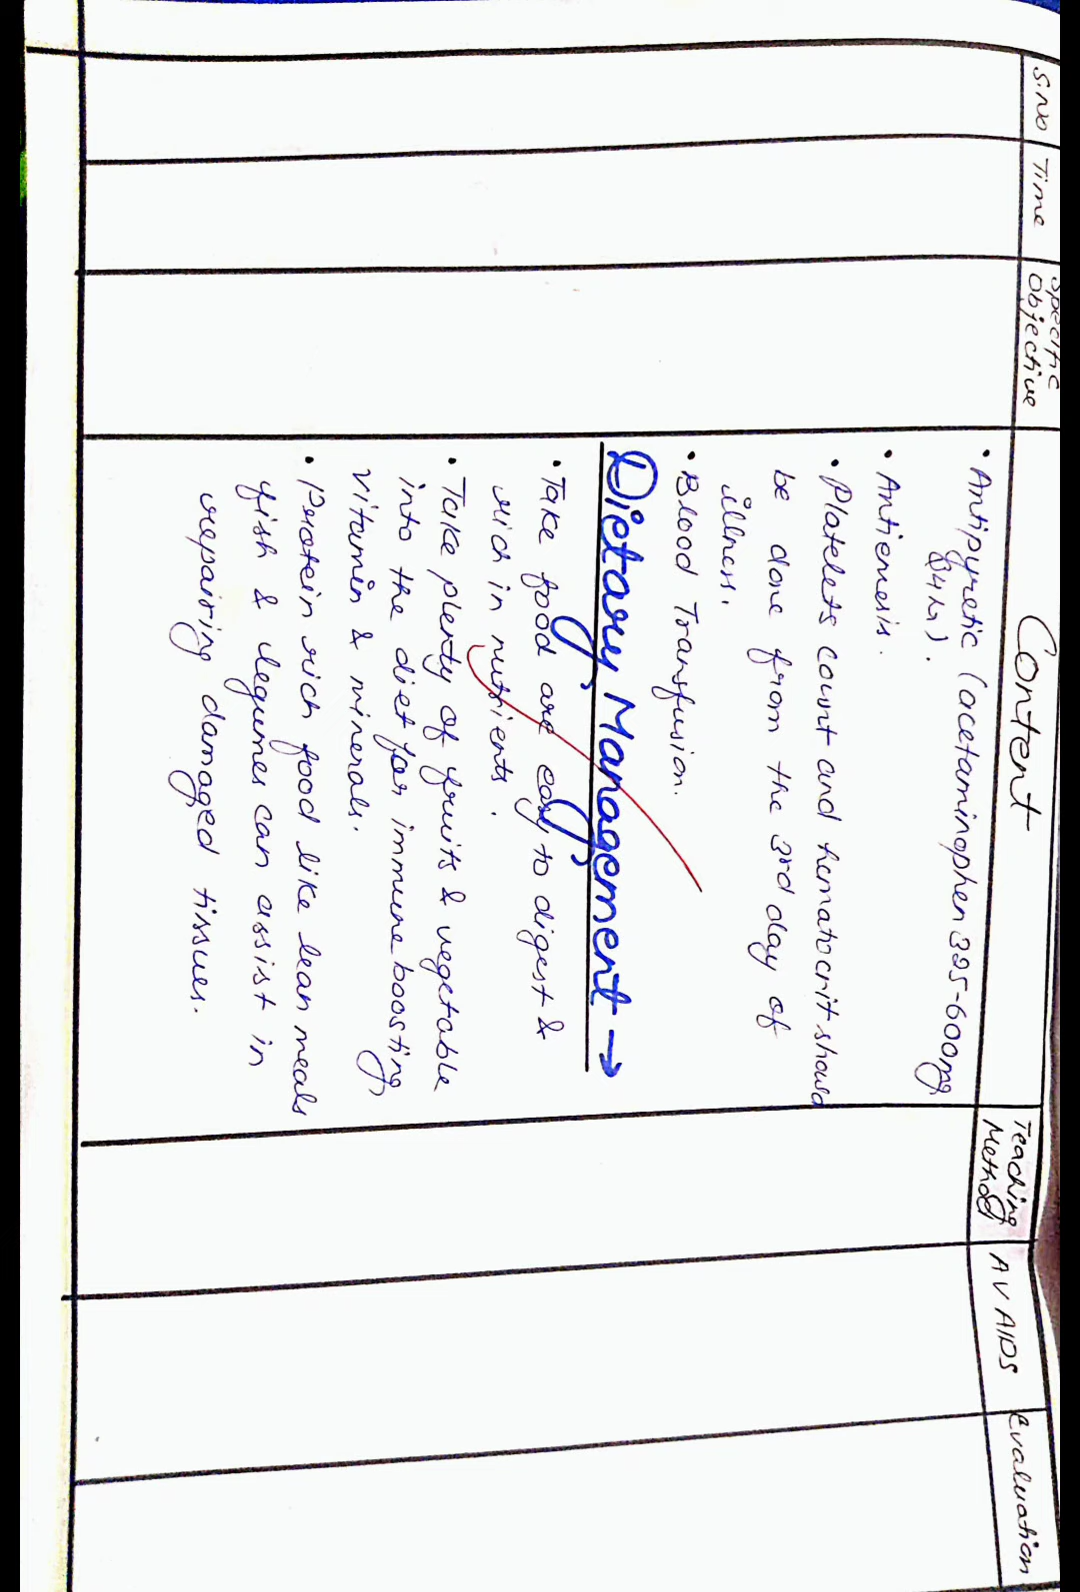 S.No Time Specific Objective Content Teaching Method AV AIDS Evaluation
• Antipyretic (acetaminophen 325-600mg
Q4hr).
• Antiemesis.
• Platelets count and hematocrit should
be done from the 3rd day of
illness.
• Blood Transfusion.
Dietary Management →
• Take food are easy to digest &
rich in nutrients.
• Take plenty of fruits & vegetable
into the diet for immune boosting
vitamin & minerals.
• Protein rich food like lean meals
fish & legumes can assist in
repairing damaged tissues.